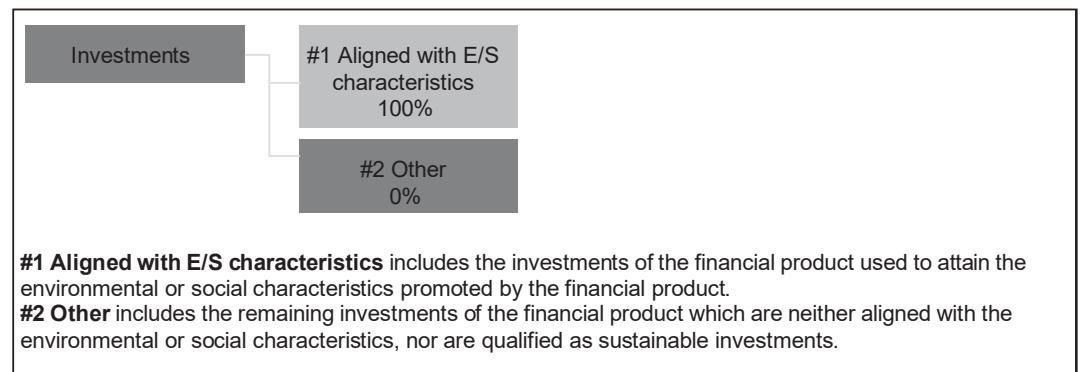 Investments
#1 Aligned with E/S
characteristics
100%
#2 Other
0%
#1 Aligned with E/S characteristics includes the investments of the financial product used to attain the
environmental or social characteristics promoted by the financial product.
#2 Other includes the remaining investments of the financial product which are neither aligned with the
environmental or social characteristics, nor are qualified as sustainable investments.